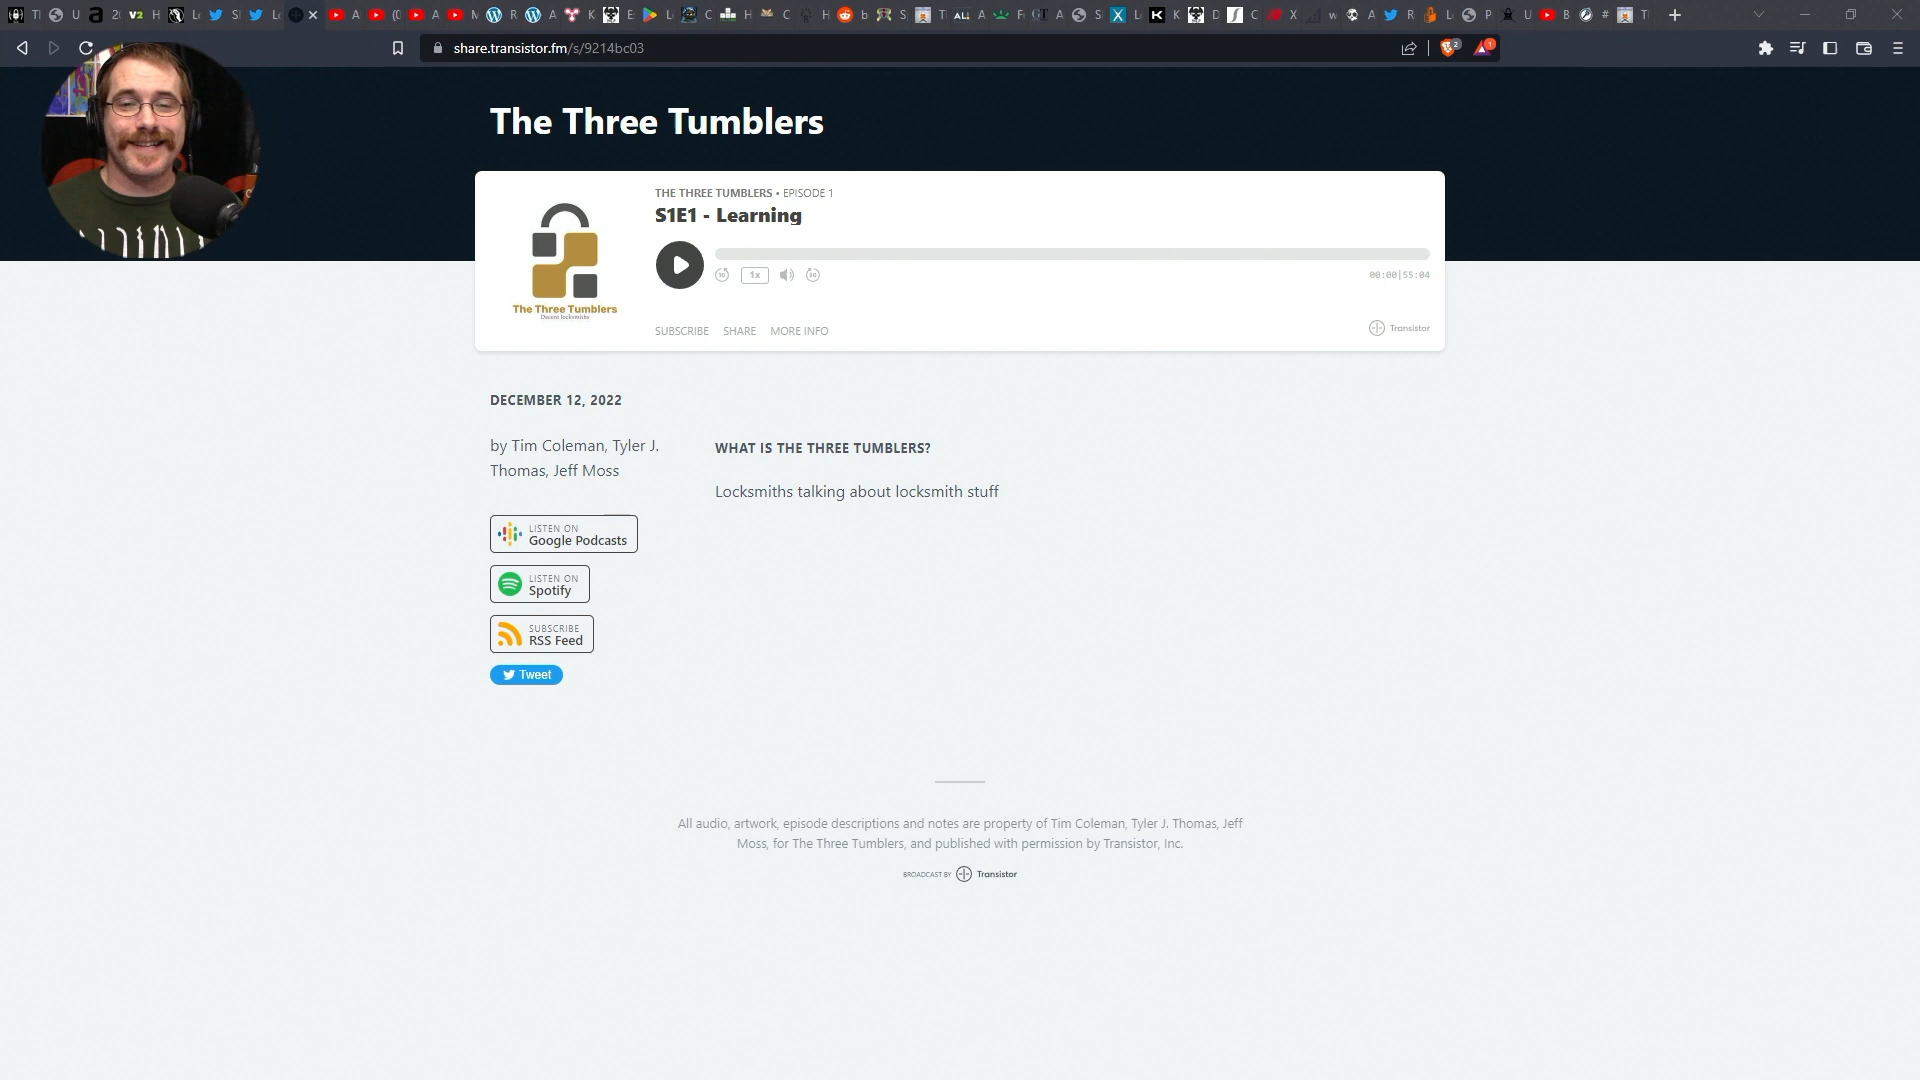 share.transistor.fm/s/9214bc03
The Three Tumblers
THE THREE TUMBLERS • EPISODE 1
S1E1 - Learning
1x
00:00|55:04
The Three Tumblers
Decent locksmiths
SUBSCRIBE SHARE MORE INFO
Transistor
DECEMBER 12, 2022
by Tim Coleman, Tyler J.
Thomas, Jeff Moss
WHAT IS THE THREE TUMBLERS?
Locksmiths talking about locksmith stuff
LISTEN ON
Google Podcasts
LISTEN ON
Spotify
SUBSCRIBE
RSS Feed
Tweet
All audio, artwork, episode descriptions and notes are property of Tim Coleman, Tyler J. Thomas, Jeff
Moss, for The Three Tumblers, and published with permission by Transistor, Inc.
BROADCAST BY Transistor